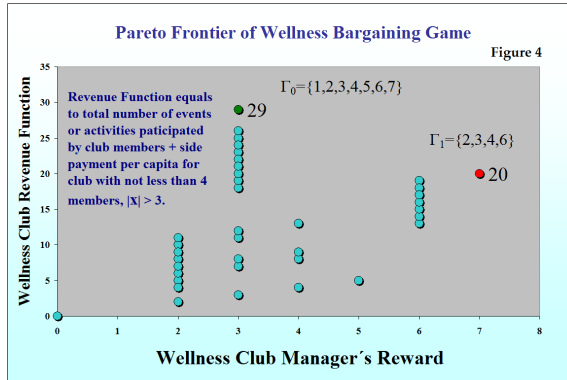 Pareto Frontier of Wellness Bargaining Game
Figure 4
Wellness Club Revenue Function
35
30
25
20
15
10
5
0
Revenue Function equals
to total number of events
or activities paticipated
by club members + side
payment per capita for
club with not less than 4
members, |x| > 3.
Γ₀={1,2,3,4,5,6,7}
29
Γ₁={2,3,4,6}
20
0 1 2 3 4 5 6 7 8
Wellness Club Manager´s Reward